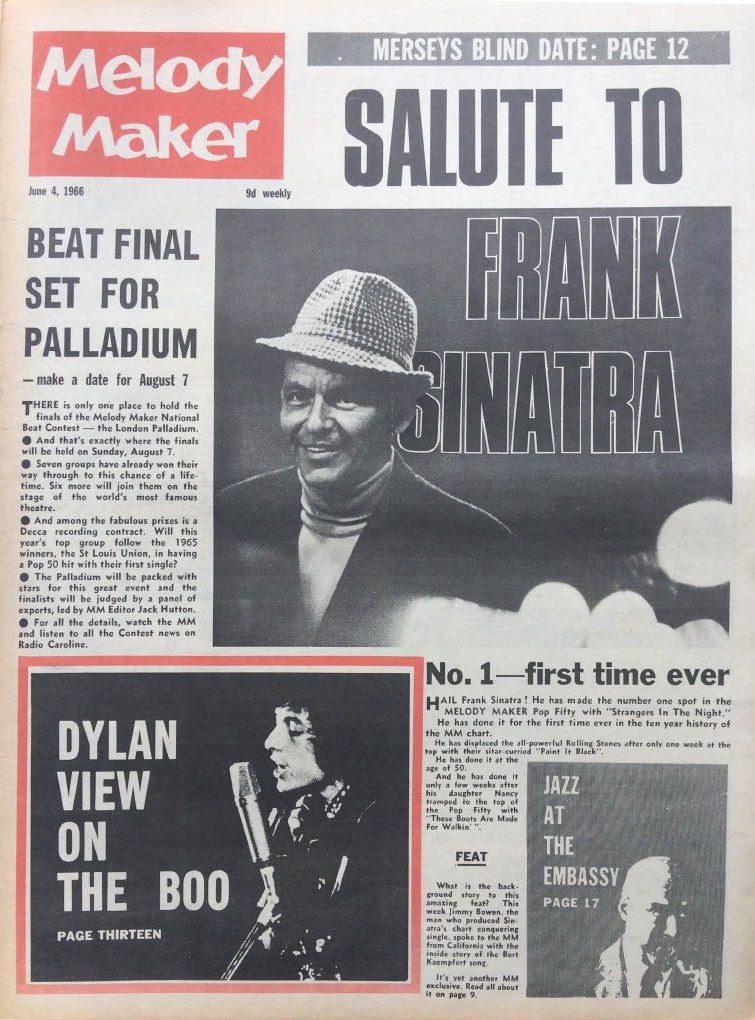 Melody
Maker
June 4, 1966
9d weekly
MERSEYS BLIND DATE: PAGE 12
SALUTE TO
FRANK
SINATRA
BEAT FINAL
SET FOR
PALLADIUM
— make a date for August 7
THERE is only one place to hold the
finals of the Melody Maker National
Beat Contest — the London Palladium.
● And that's exactly where the finals
will be held on Sunday, August 7.
● Seven groups have already won their
way through to this chance of a life-
time. Six more will join them on the
stage of the world's most famous
theatre.
● And among the fabulous prizes is a
Decca recording contract. Will this
year's top group follow the 1965
winners, the St Louis Union, in having
a Pop 50 hit with their first single?
● The Palladium will be packed with
stars for this great event and the
finalists will be judged by a panel of
experts, led by MM Editor Jack Hutton.
● For all the details, watch the MM
and listen to all the Contest news on
Radio Caroline.
DYLAN
VIEW
ON
THE BOO
PAGE THIRTEEN
No. 1—first time ever
HAIL Frank Sinatra! He has made the number one spot in the
MELODY MAKER Pop Fifty with "Strangers In The Night."
He has done it for the first time ever in the ten year history of
the MM chart.
He has displaced the all-powerful Rolling Stones after only one week at the
top with their sitar-curried "Paint It Black".
He has done it at the
age of 50.
And he has done it
only a few weeks after
his daughter Nancy
tramped to the top of
the Pop Fifty with
"These Boots Are Made
For Walkin' ".
FEAT
What is the back-
ground story to this
amazing feat? This
week Jimmy Bowen, the
man who produced Sin-
atra's chart conquering
single, spoke to the MM
from California with the
inside story of the Bert
Kaempfert song.
It's yet another MM
exclusive. Read all about
it on page 9.
JAZZ
AT
THE
EMBASSY
PAGE 17